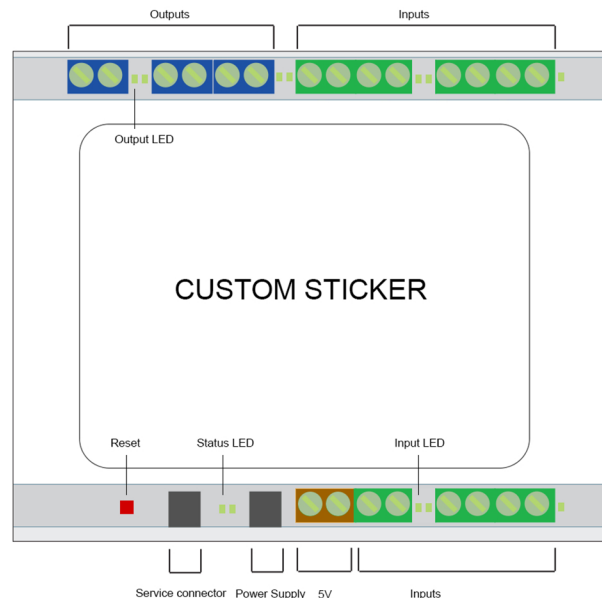 Outputs
Inputs
Output LED
CUSTOM STICKER
Reset
Status LED
Input LED
Service connector
Power Supply
5V
Inputs